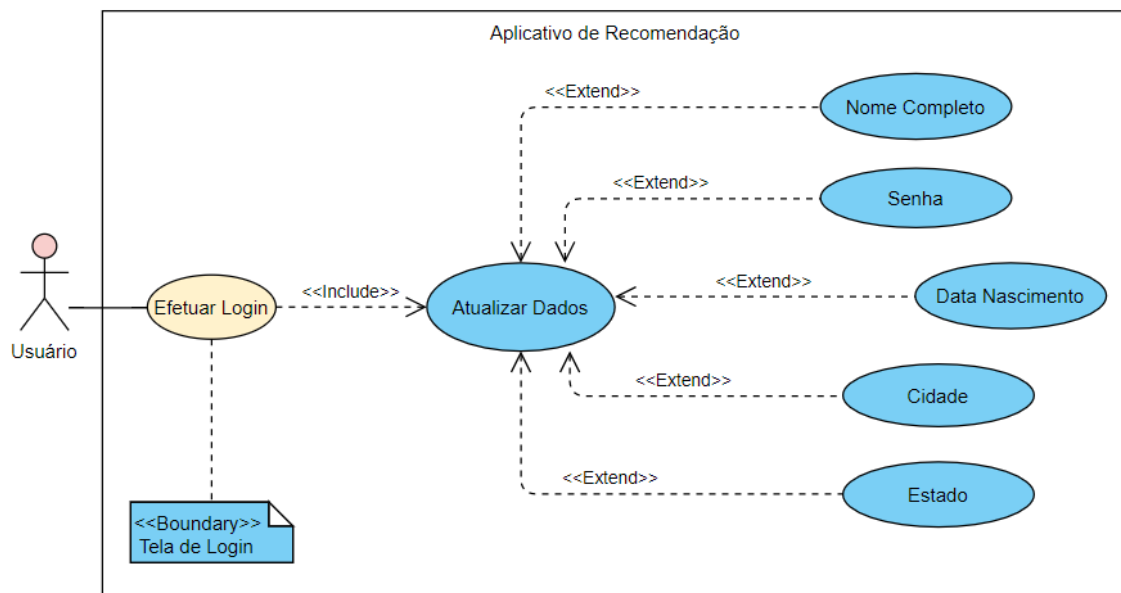 Aplicativo de Recomendação
<<Extend>>
Nome Completo
<<Extend>>
Senha
Usuário
Efetuar Login
<<Include>>
Atualizar Dados
<<Extend>>
Data Nascimento
<<Extend>>
Cidade
<<Extend>>
Estado
<<Boundary>>
Tela de Login